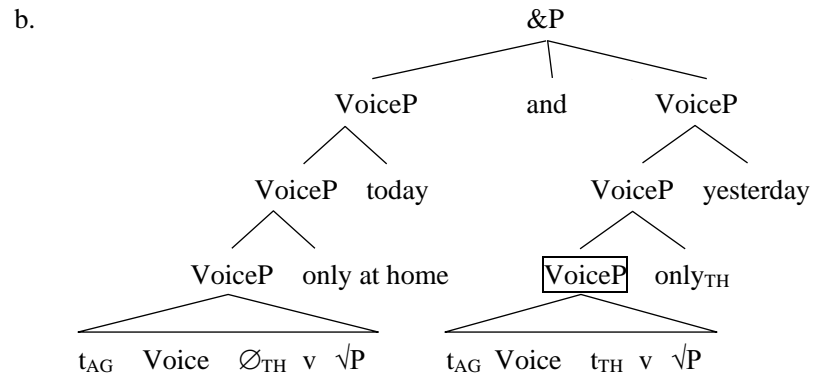 b. &P
VoiceP and VoiceP
VoiceP today VoiceP yesterday
VoiceP only at home VoiceP only_TH
t_AG Voice ∅_TH v √P t_AG Voice t_TH v √P